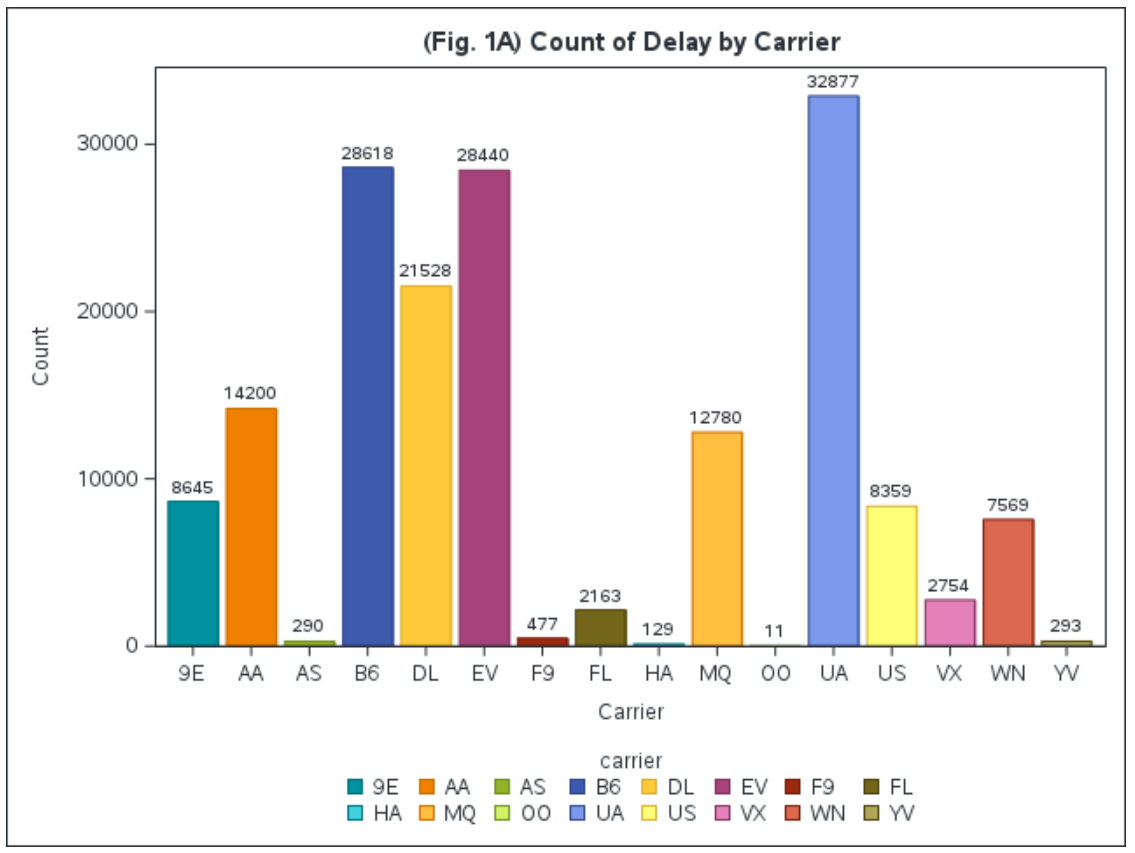 (Fig. 1A) Count of Delay by Carrier
32877
30000
28618
28440
21528
20000
Count
14200
12780
10000
8645
8359
7569
2754
2163
290
477
129
11
293
0
9E AA AS B6 DL EV F9 FL HA MQ OO UA US VX WN YV
Carrier
carrier
9E AA AS B6 DL EV F9 FL
HA MQ OO UA US VX WN YV